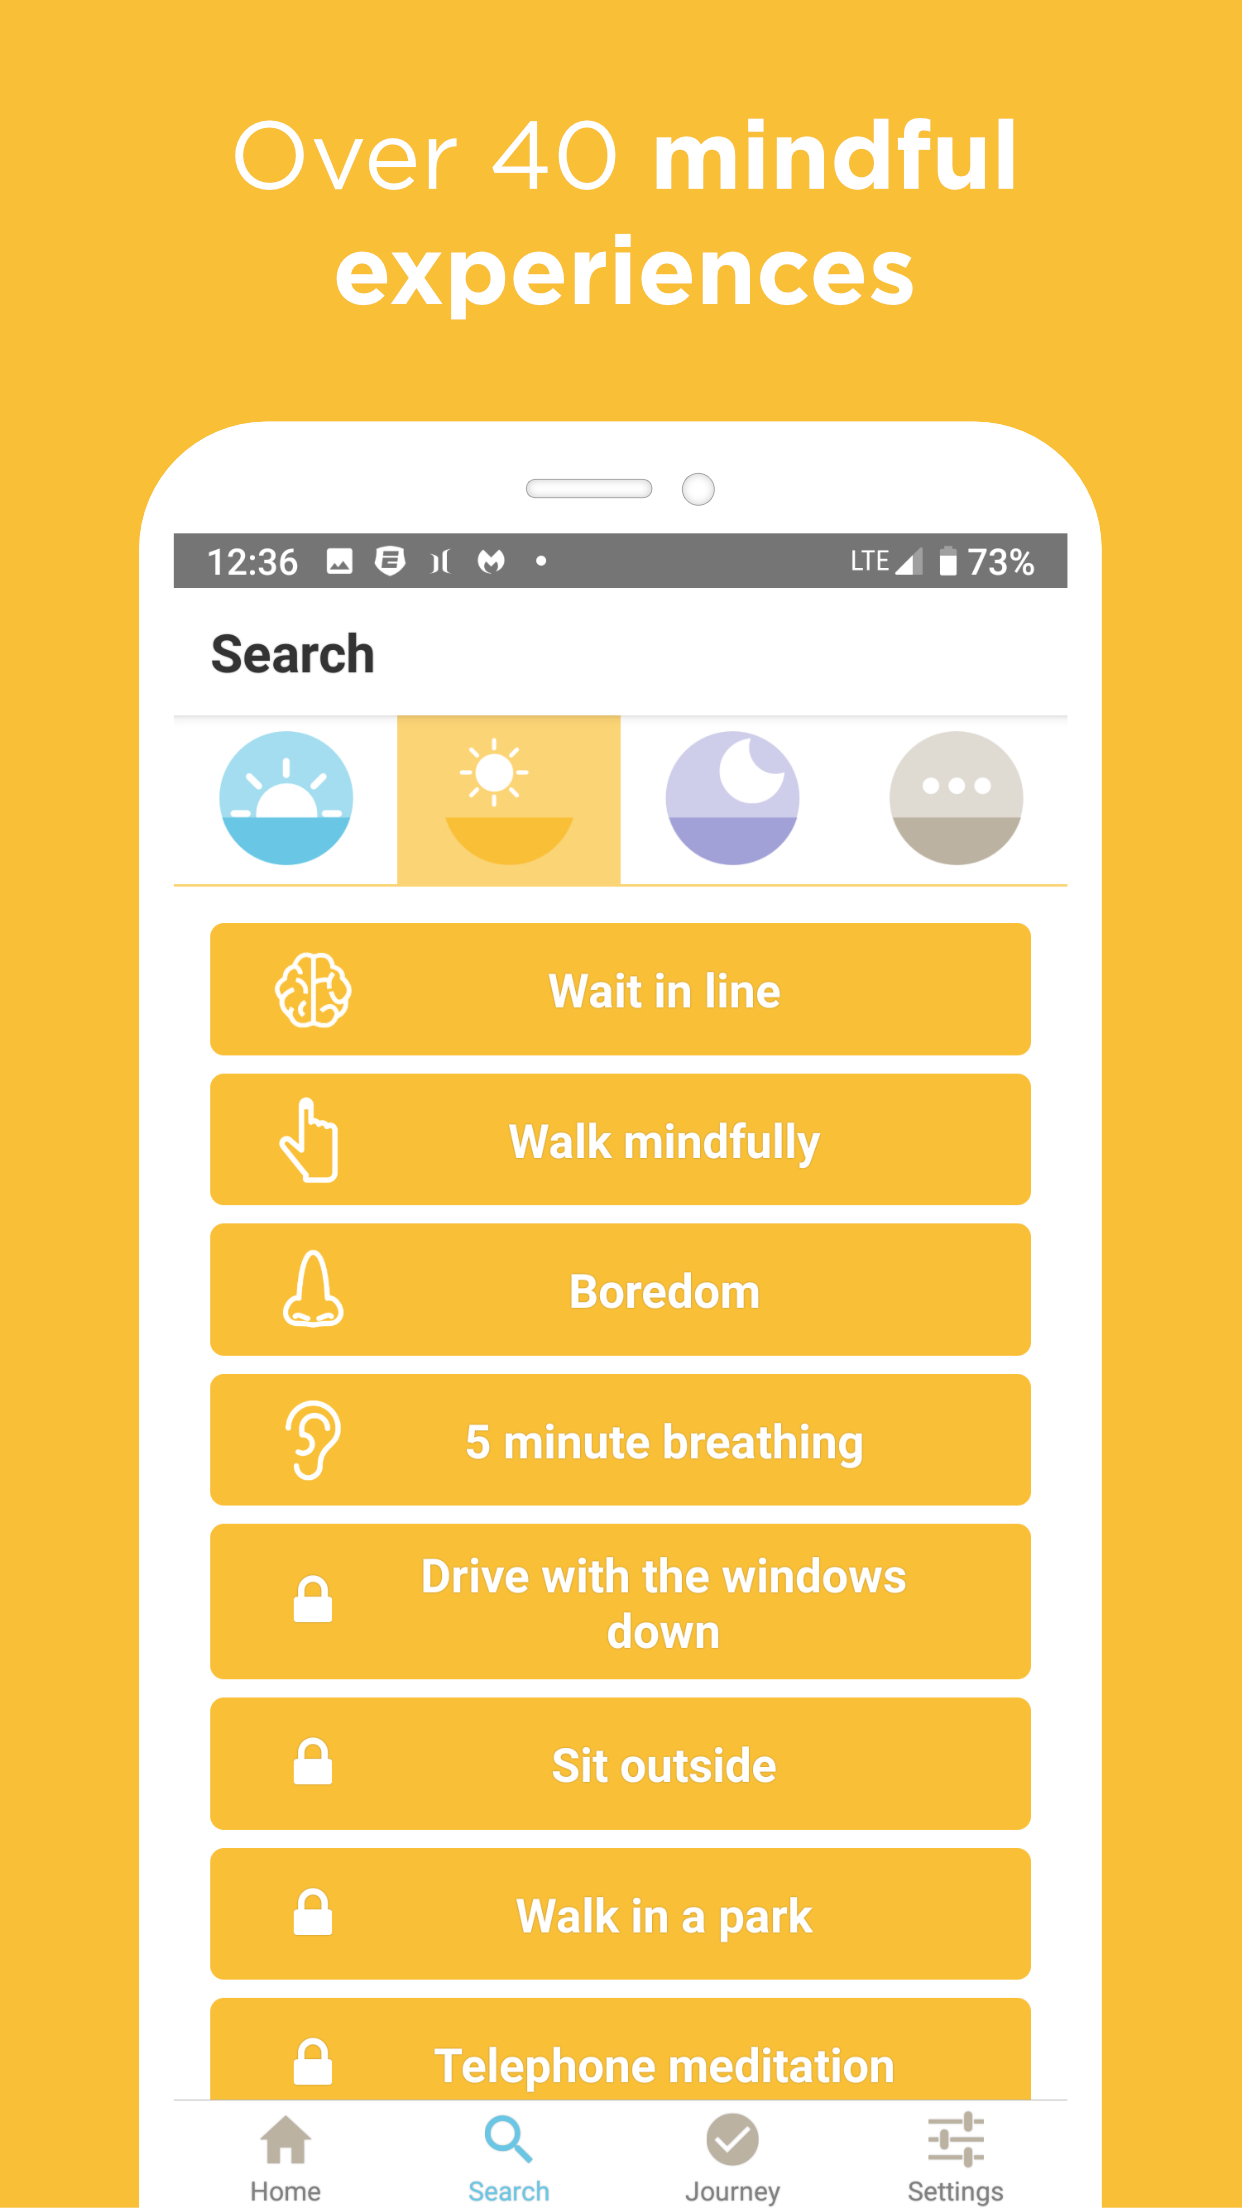 Over 40 mindful
experiences
12:36 LTE 73%
Search
Wait in line
Walk mindfully
Boredom
5 minute breathing
Drive with the windows
down
Sit outside
Walk in a park
Telephone meditation
Home Search Journey Settings